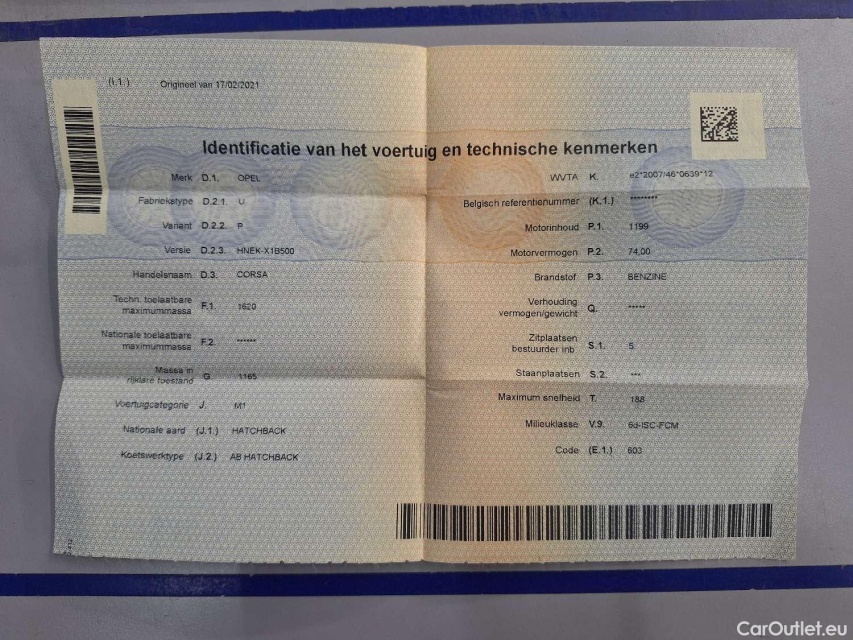 (I.1.) Origineel van 17/02/2021
Identificatie van het voertuig en technische kenmerken
Merk D.1. OPEL
Fabriekstype D.2.1. U
Variant D.2.2. P
Versie D.2.3. HNEK-X1B500
Handelsnaam D.3. CORSA
Techn. toelaatbare
maximummassa F.1. 1620
Nationale toelaatbare
maximummassa F.2. ******
Massa in
rijklare toestand G. 1165
Voertuigcategorie J. M1
Nationale aard (J.1.) HATCHBACK
Koetswerktype (J.2.) AB HATCHBACK
WVTA K. e2*2007/46*0639*12
Belgisch referentienummer (K.1.) ********
Motorinhoud P.1. 1199
Motorvermogen P.2. 74,00
Brandstof P.3. BENZINE
Verhouding
vermogen/gewicht Q. *****
Zitplaatsen
bestuurder inb S.1. 5
Staanplaatsen S.2. ***
Maximum snelheid T. 188
Milieuklasse V.9. 6d-ISC-FCM
Code (E.1.) 603
CarOutlet.eu